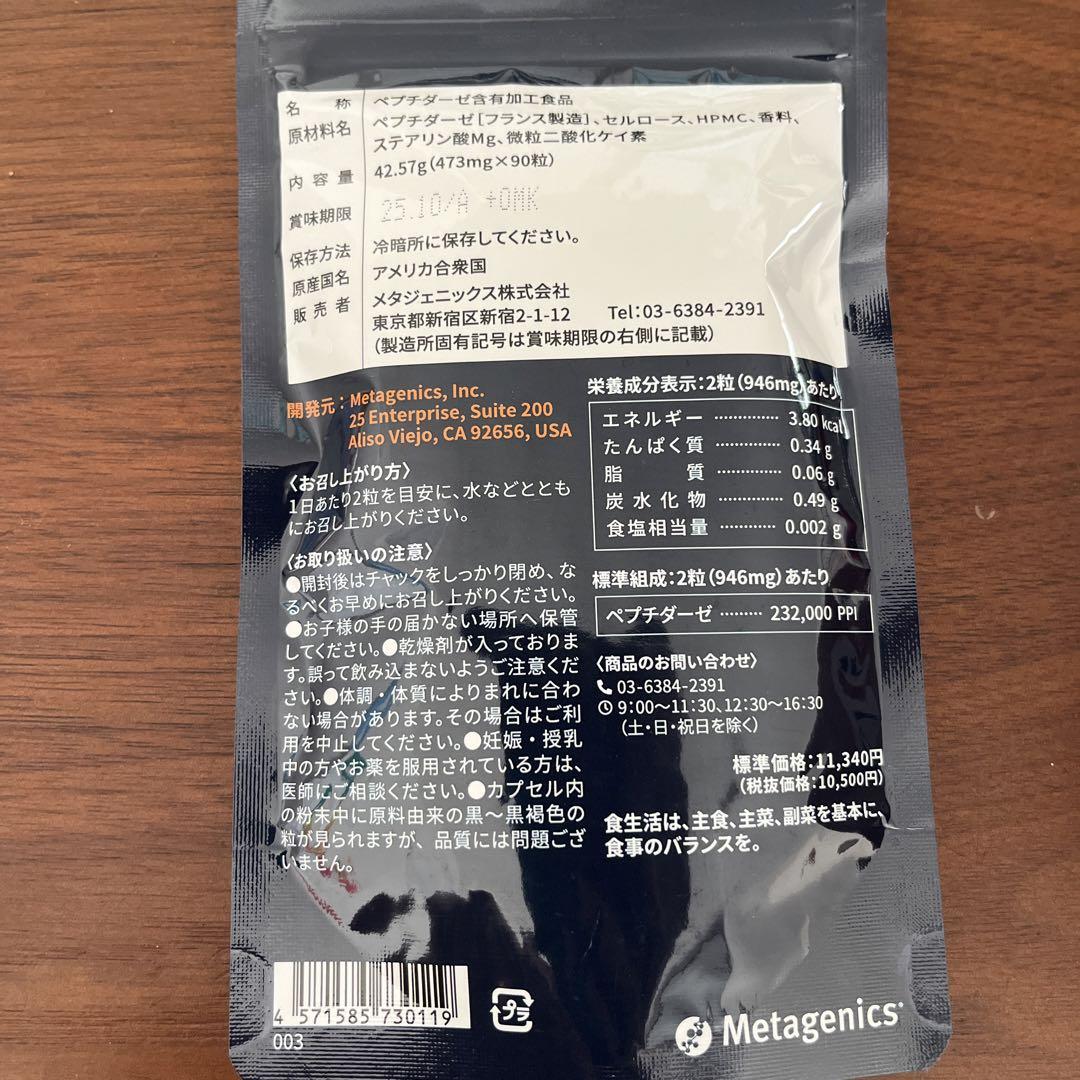 名称 ペプチダーゼ含有加工食品
原材料名 ペプチダーゼ[フランス製造]、セルロース、HPMC、香料、
ステアリン酸Mg、微粒二酸化ケイ素
内容量 42.57g(473mg×90粒)
賞味期限 25.10/A +OMK
保存方法 冷暗所に保存してください。
原産国名 アメリカ合衆国
販売者 メタジェニックス株式会社
東京都新宿区新宿2-1-12 Tel:03-6384-2391
(製造所固有記号は賞味期限の右側に記載)
開発元:Metagenics, Inc.
25 Enterprise, Suite 200
Aliso Viejo, CA 92656, USA
〈お召し上がり方〉
1日あたり2粒を目安に、水などととも
にお召し上がりください。
〈お取り扱いの注意〉
●開封後はチャックをしっかり閉め、な
るべくお早めにお召し上がりください。
●お子様の手の届かない場所へ保管
してください。●乾燥剤が入っておりま
す。誤って飲み込まないようご注意くだ
さい。●体調・体質によりまれに合わ
ない場合があります。その場合はご利
用を中止してください。●妊娠・授乳
中の方やお薬を服用されている方は、
医師にご相談ください。●カプセル内
の粉末中に原料由来の黒~黒褐色の
粒が見られますが、品質には問題ござ
いません。
栄養成分表示:2粒(946mg)あたり
エネルギー ············· 3.80 kcal
たんぱく質 ············· 0.34 g
脂質 ············· 0.06 g
炭水化物 ············· 0.49 g
食塩相当量 ············ 0.002 g
標準組成:2粒(946mg)あたり
ペプチダーゼ ········· 232,000 PPI
〈商品のお問い合わせ〉
03-6384-2391
9:00~11:30、12:30~16:30
(土・日・祝日を除く)
標準価格:11,340円
(税抜価格:10,500円)
食生活は、主食、主菜、副菜を基本に、
食事のバランスを。
4 571585 730119
003
プラ
Metagenics